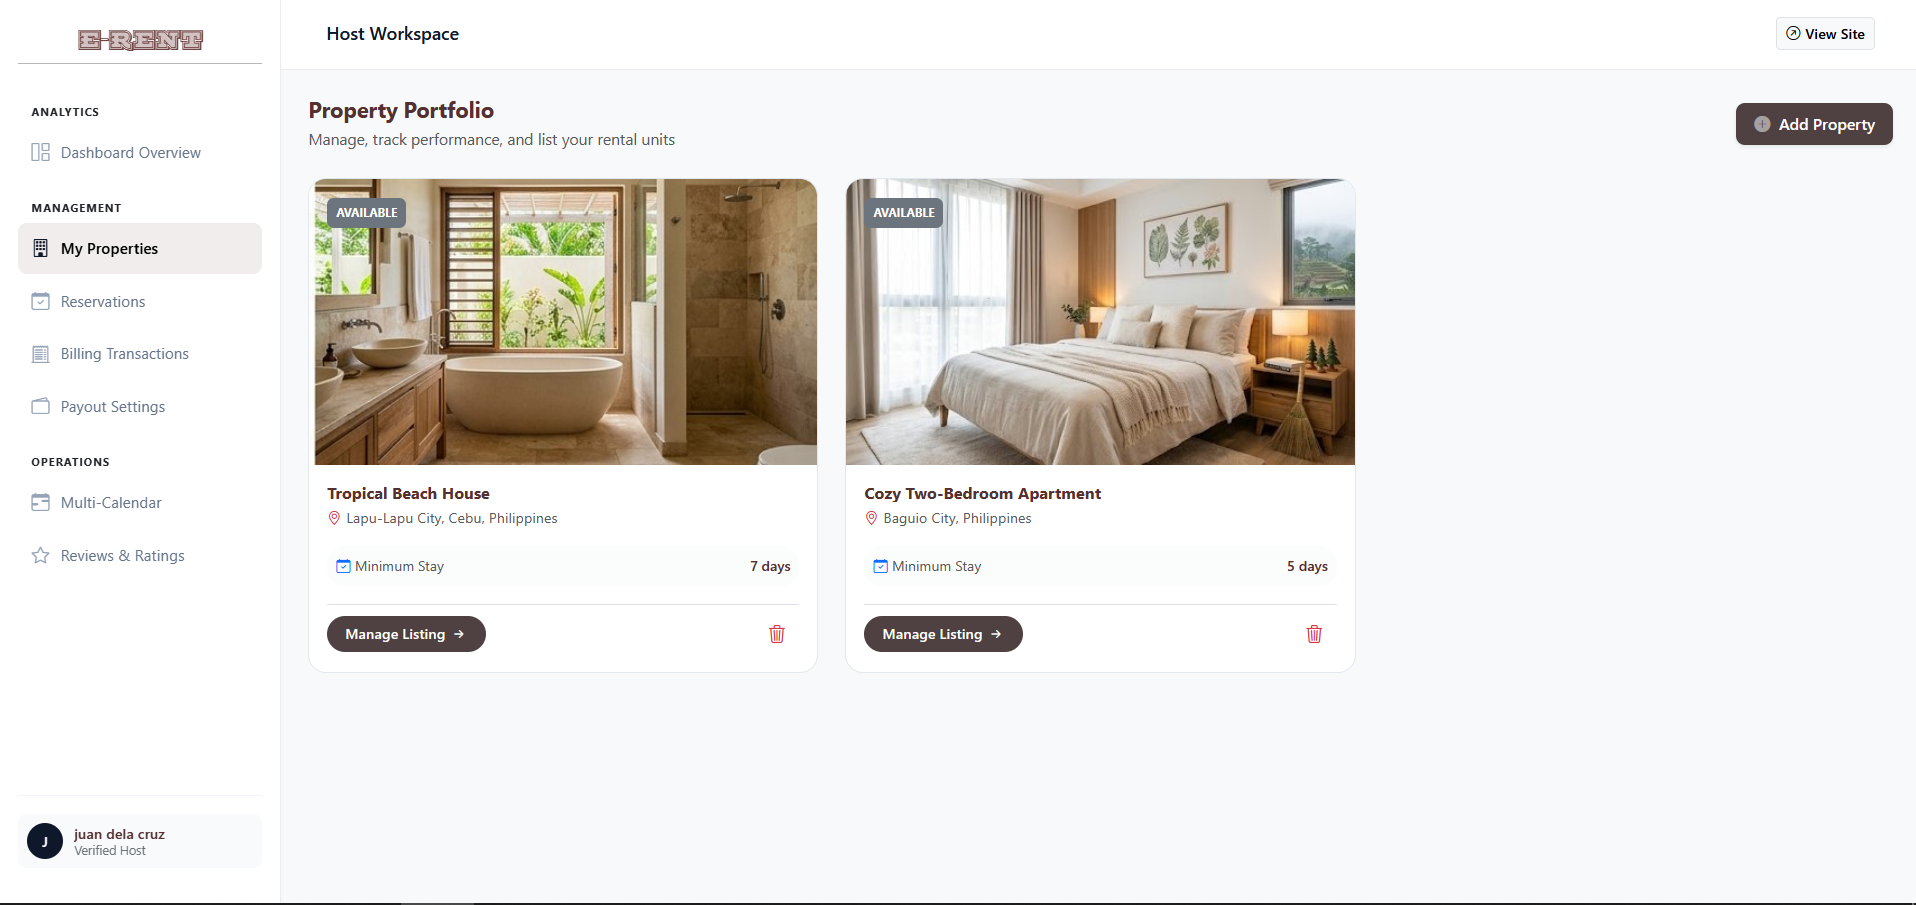 E-RENT
Host Workspace
View Site
ANALYTICS
Dashboard Overview
MANAGEMENT
My Properties
Reservations
Billing Transactions
Payout Settings
OPERATIONS
Multi-Calendar
Reviews & Ratings
J
juan dela cruz
Verified Host
Property Portfolio
Manage, track performance, and list your rental units
Add Property
AVAILABLE
Tropical Beach House
Lapu-Lapu City, Cebu, Philippines
Minimum Stay 7 days
Manage Listing
AVAILABLE
Cozy Two-Bedroom Apartment
Baguio City, Philippines
Minimum Stay 5 days
Manage Listing